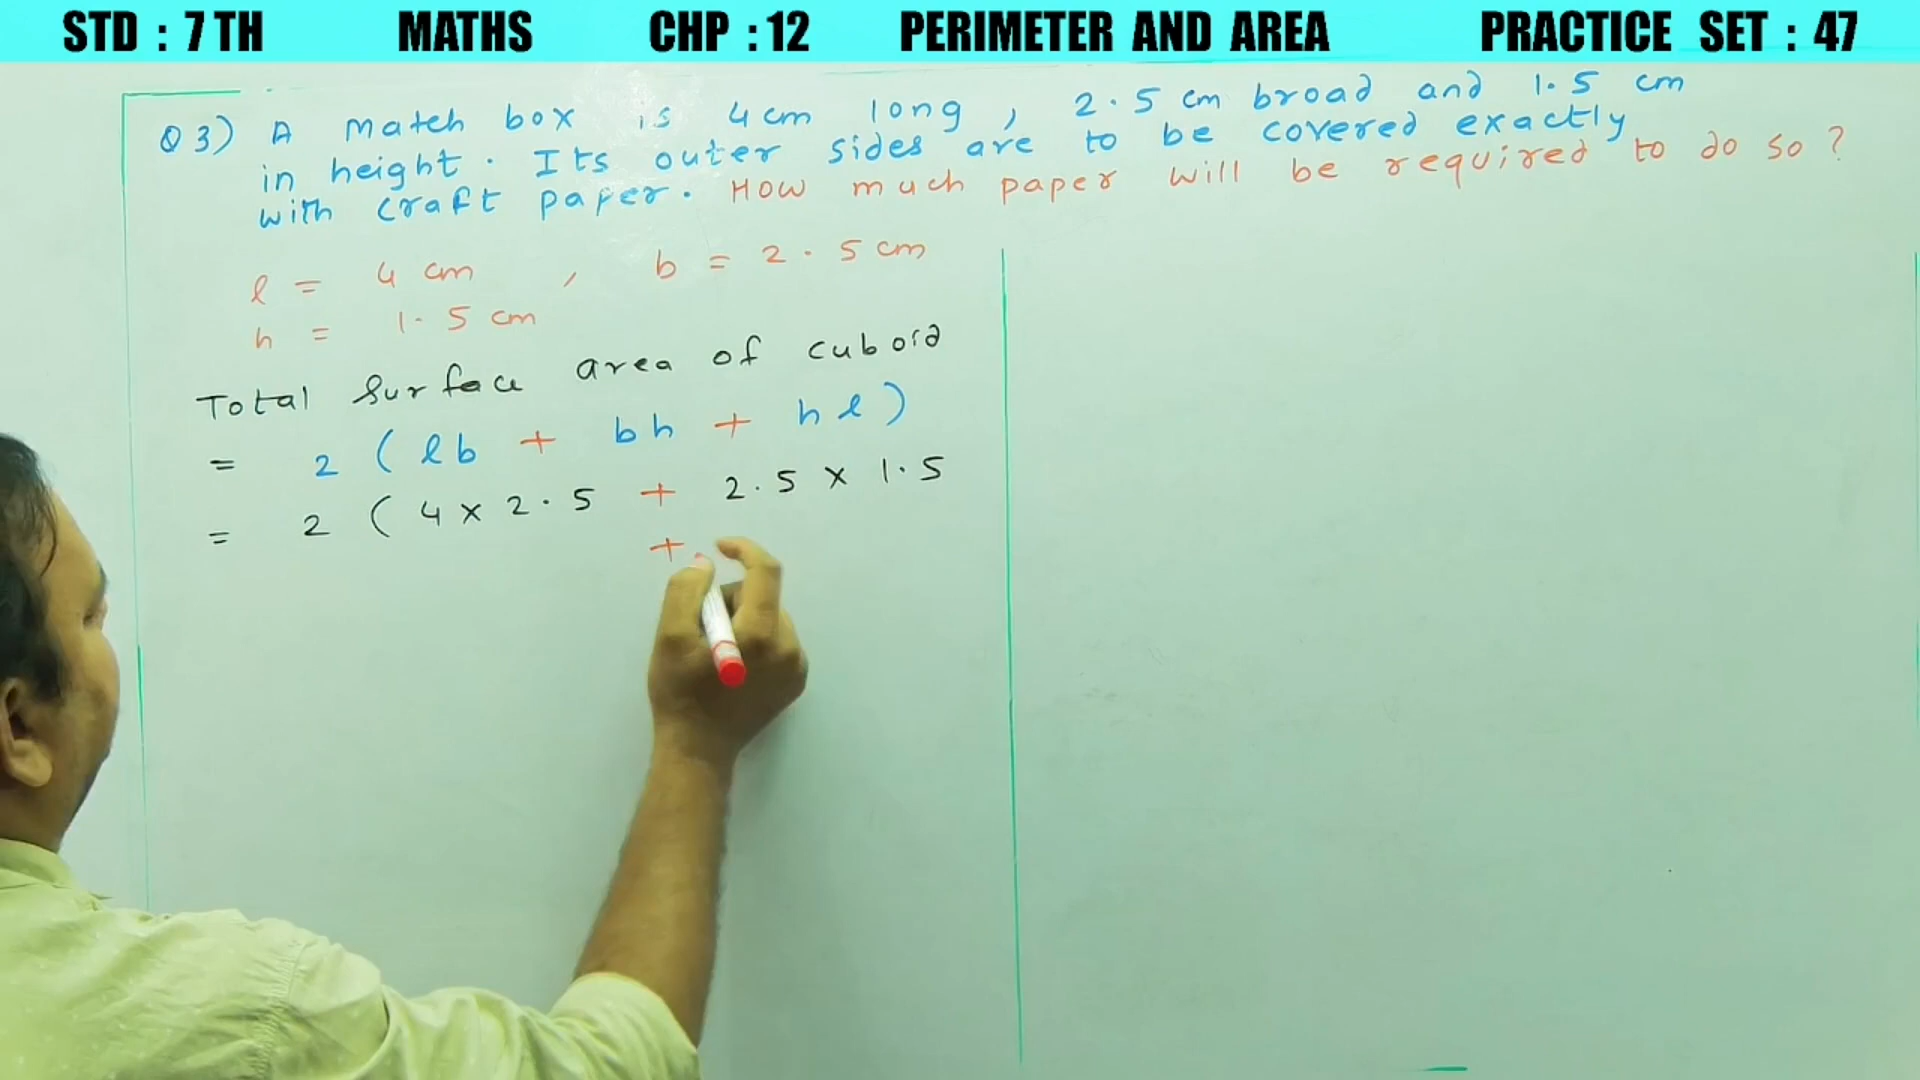 STD : 7 TH MATHS CHP : 12 PERIMETER AND AREA PRACTICE SET : 47
Q 3) A Match box is 4 cm long , 2.5 cm broad and 1.5 cm
in height . Its outer sides are to be covered exactly
with craft paper. How much paper will be required to do so ?
l = 4 cm , b = 2.5 cm
h = 1.5 cm
Total surface area of cuboid
= 2 ( lb + bh + hl )
= 2 ( 4 x 2.5 + 2.5 x 1.5
+